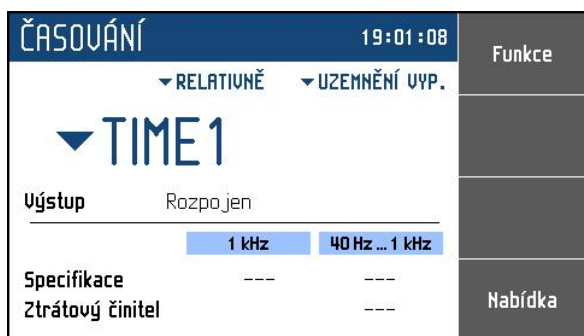 ČASOVÁNÍ 19:01:08
Funkce
RELATIVNĚ UZEMNĚNÍ VYP.
TIME1
Výstup Rozpojen
1 kHz 40 Hz ... 1 kHz
Specifikace --- ---
Ztrátový činitel ---
Nabídka